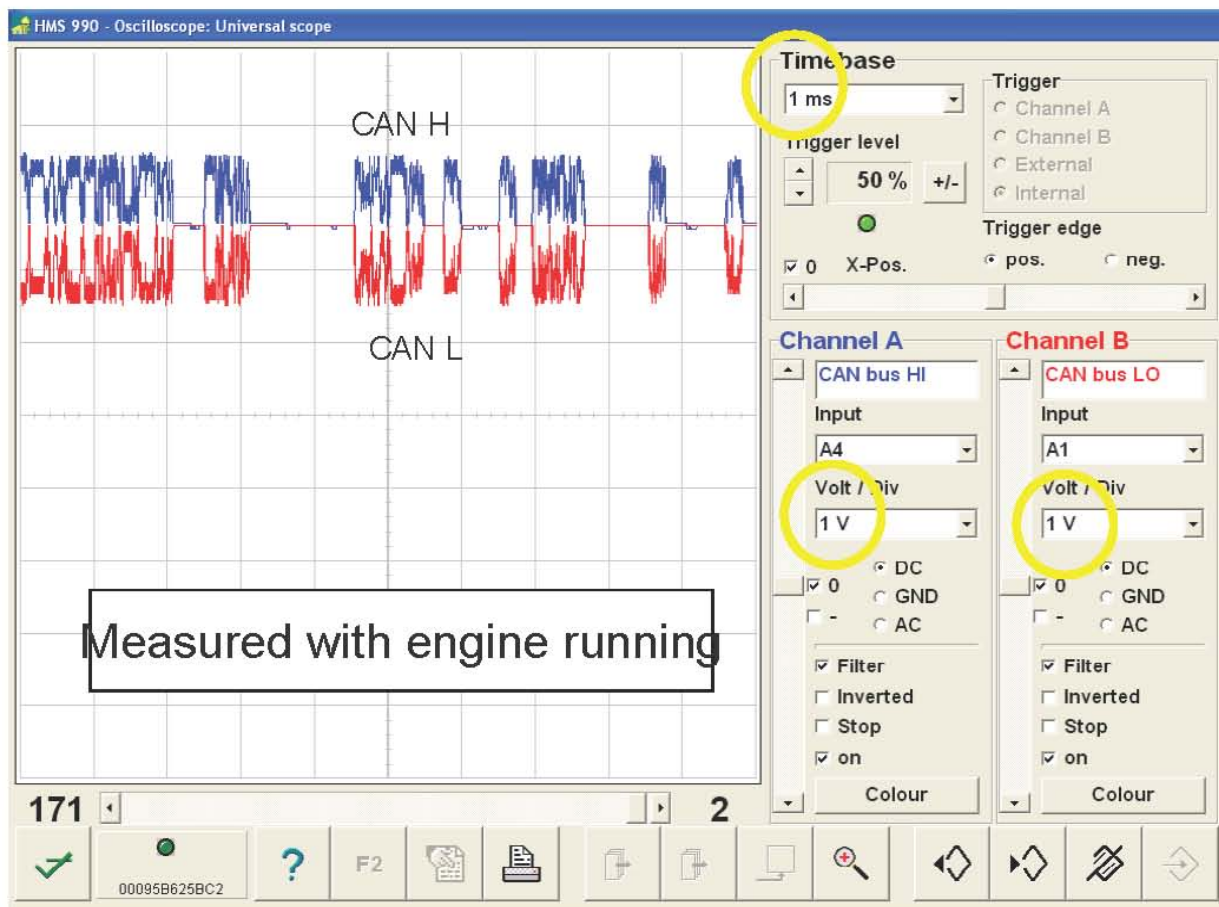 HMS 990 - Oscilloscope: Universal scope
CAN H
CAN L
Measured with engine running
171
2
Timebase
1 ms
Trigger level
50 %
+/-
0 X-Pos.
Trigger
Channel A
Channel B
External
Internal
Trigger edge
pos. neg.
Channel A
CAN bus HI
Input
A4
Volt / Div
1 V
0
DC
GND
- AC
Filter
Inverted
Stop
on
Colour
Channel B
CAN bus LO
Input
A1
Volt / Div
1 V
0
DC
GND
- AC
Filter
Inverted
Stop
on
Colour
00095B625BC2
?
F2